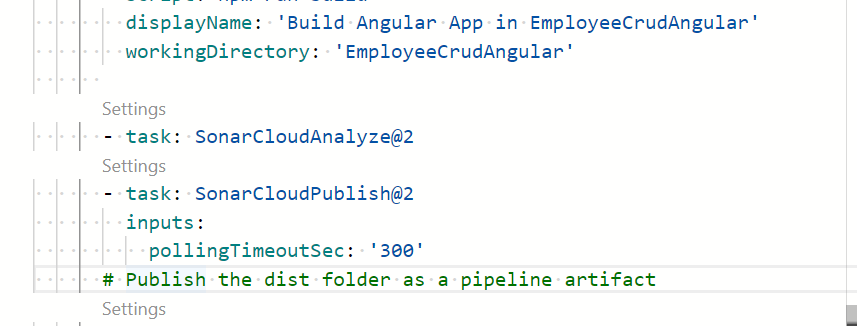 script: npm run build
displayName: 'Build Angular App in EmployeeCrudAngular'
workingDirectory: 'EmployeeCrudAngular'
Settings
- task: SonarCloudAnalyze@2
Settings
- task: SonarCloudPublish@2
inputs:
pollingTimeoutSec: '300'
# Publish the dist folder as a pipeline artifact
Settings